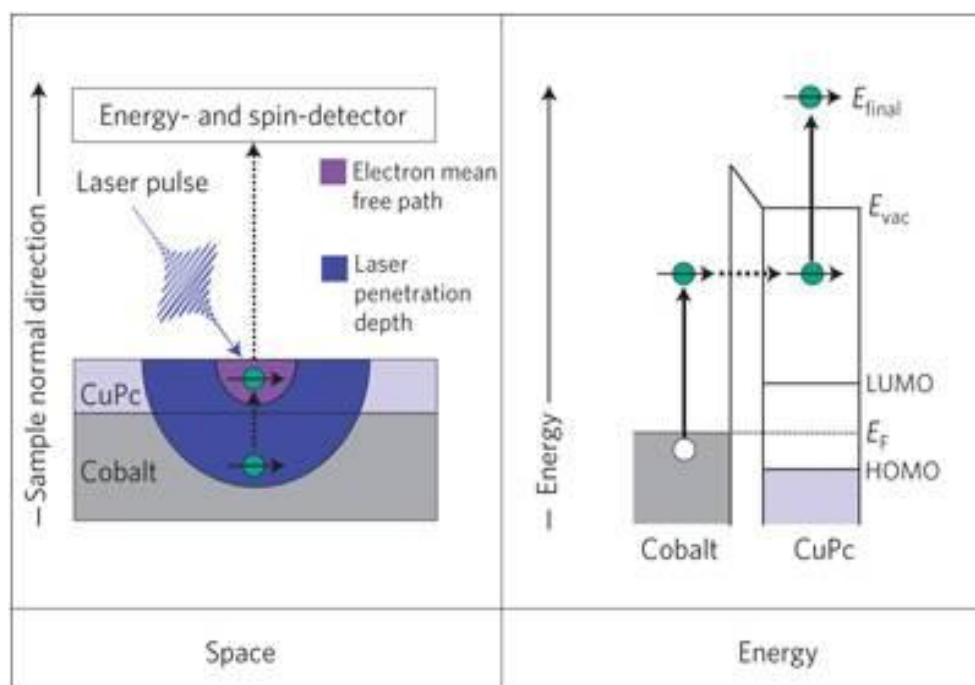 Energy- and spin-detector
Laser pulse
Electron mean
free path
Laser
penetration
depth
CuPc
Cobalt
Sample normal direction
Space
E_final
E_vac
LUMO
E_F
HOMO
Energy
Cobalt
CuPc
Energy